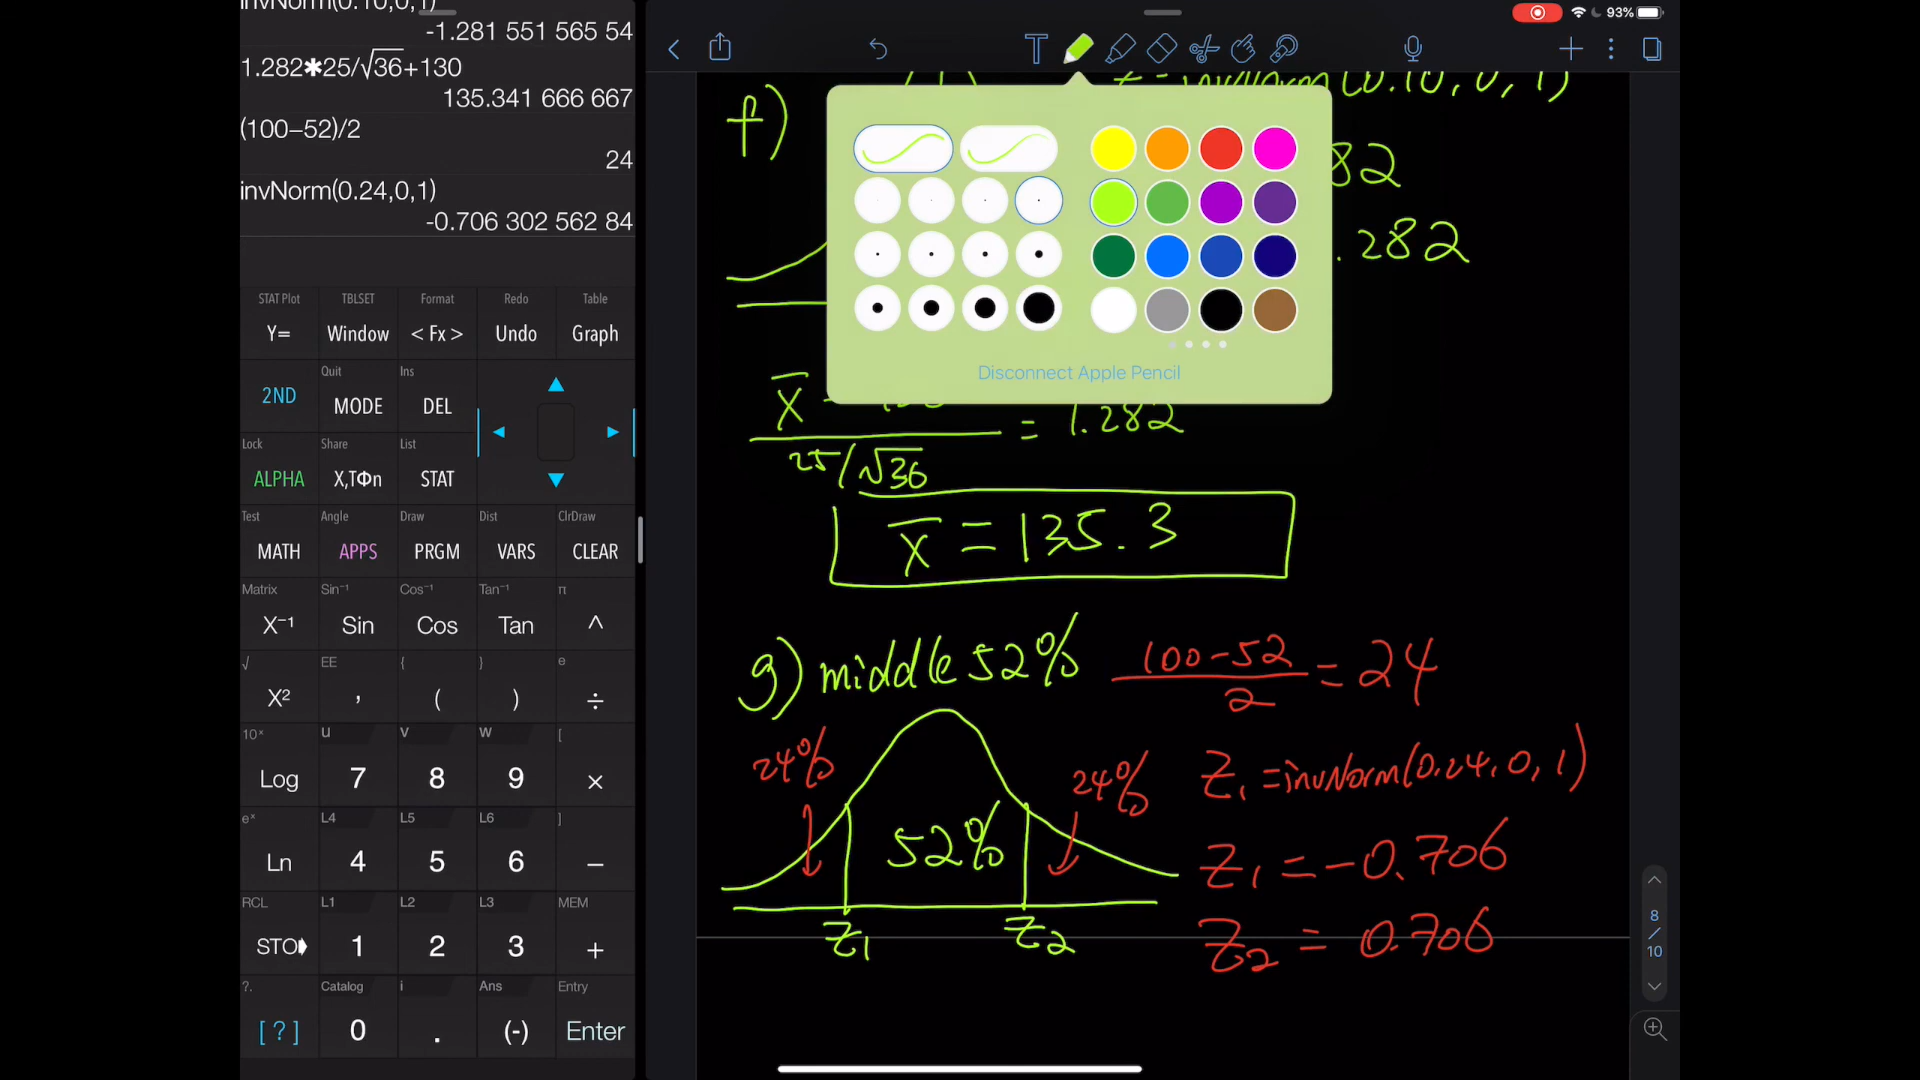 invNorm(0.10,0,1)
-1.281 551 565 54
1.282✱25/√36+130
135.341 666 667
(100–52)/2
24
invNorm(0.24,0,1)
-0.706 302 562 84
STAT Plot TBLSET Format Redo Table
Y= Window < Fx > Undo Graph
Quit Ins
2ND MODE DEL
Lock Share List
ALPHA X,TΦn STAT
Test Angle Draw Dist ClrDraw
MATH APPS PRGM VARS CLEAR
Matrix Sin⁻¹ Cos⁻¹ Tan⁻¹ π
X⁻¹ Sin Cos Tan ^
√ EE { } e
X² , ( ) ÷
10ˣ u v w [
Log 7 8 9 ×
eˣ L4 L5 L6 ]
Ln 4 5 6 −
RCL L1 L2 L3 MEM
STO 1 2 3 +
?. Catalog i Ans Entry
[ ? ] 0 . (-) Enter
93%
T
invNorm(0.10, 0, 1)
f)
82
.282
Disconnect Apple Pencil
x̄ -
25/√36
= 1.282
x̄ = 135.3
g) middle 52%
100-52
2
= 24
24%
24%
52%
z1 z2
z1 = invNorm(0.24, 0, 1)
z1 = -0.706
z2 = 0.706
8
/
10